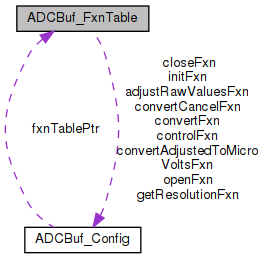 ADCBuf_FxnTable
closeFxn
initFxn
adjustRawValuesFxn
convertCancelFxn
convertFxn
controlFxn
convertAdjustedToMicro
VoltsFxn
openFxn
getResolutionFxn
fxnTablePtr
ADCBuf_Config